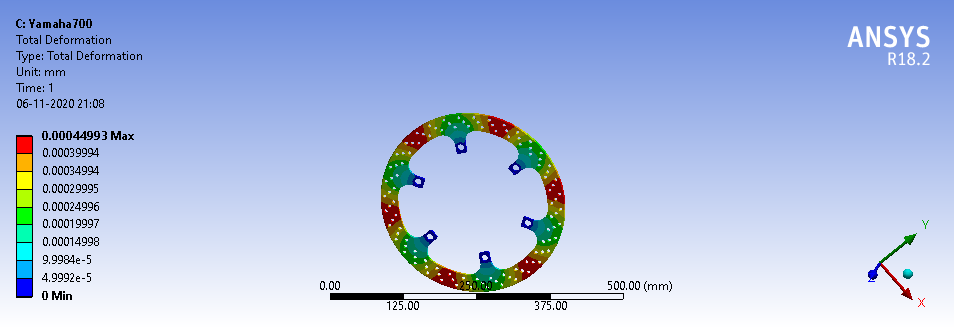 C: Yamaha700
Total Deformation
Type: Total Deformation
Unit: mm
Time: 1
06-11-2020 21:08
0.00044993 Max
0.00039994
0.00034994
0.00029995
0.00024996
0.00019997
0.00014998
9.9984e-5
4.9992e-5
0 Min
ANSYS
R18.2
0.00 250.00 500.00 (mm)
125.00 375.00
Y
Z
X